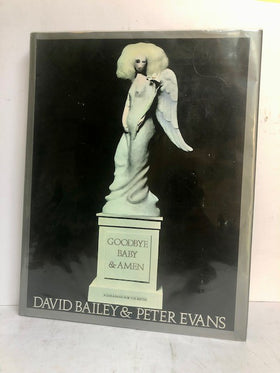 GOODBYE
BABY
& AMEN
DAVID BAILEY & PETER EVANS